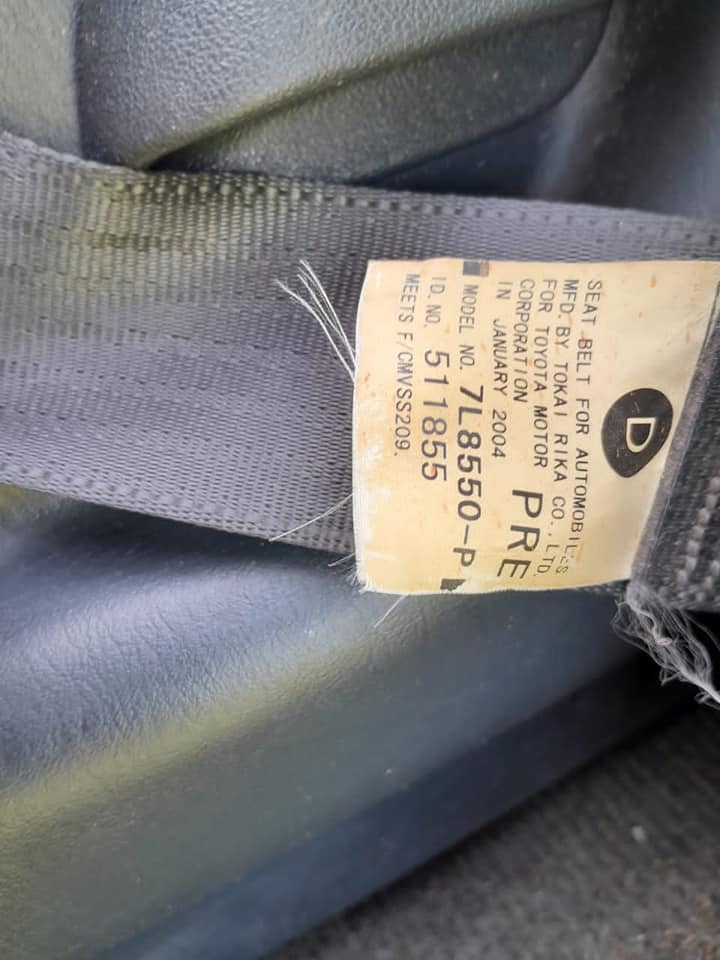 D
SEAT BELT FOR AUTOMOBILES
MFD. BY TOKAI RIKA CO., LTD.
FOR TOYOTA MOTOR
CORPORATION
IN JANUARY 2004
PRE
MODEL NO. 7L8550-P
ID. NO. 511855
MEETS F/CMVSS209.